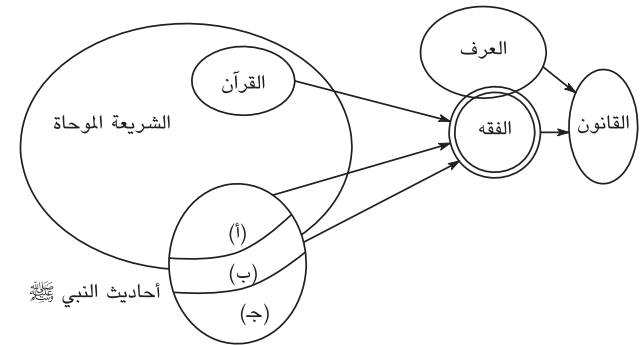 العرف
القرآن
القانون
الفقه
الشريعة الموحاة
(أ)
(ب)
أحاديث النبي ﷺ
(جـ)